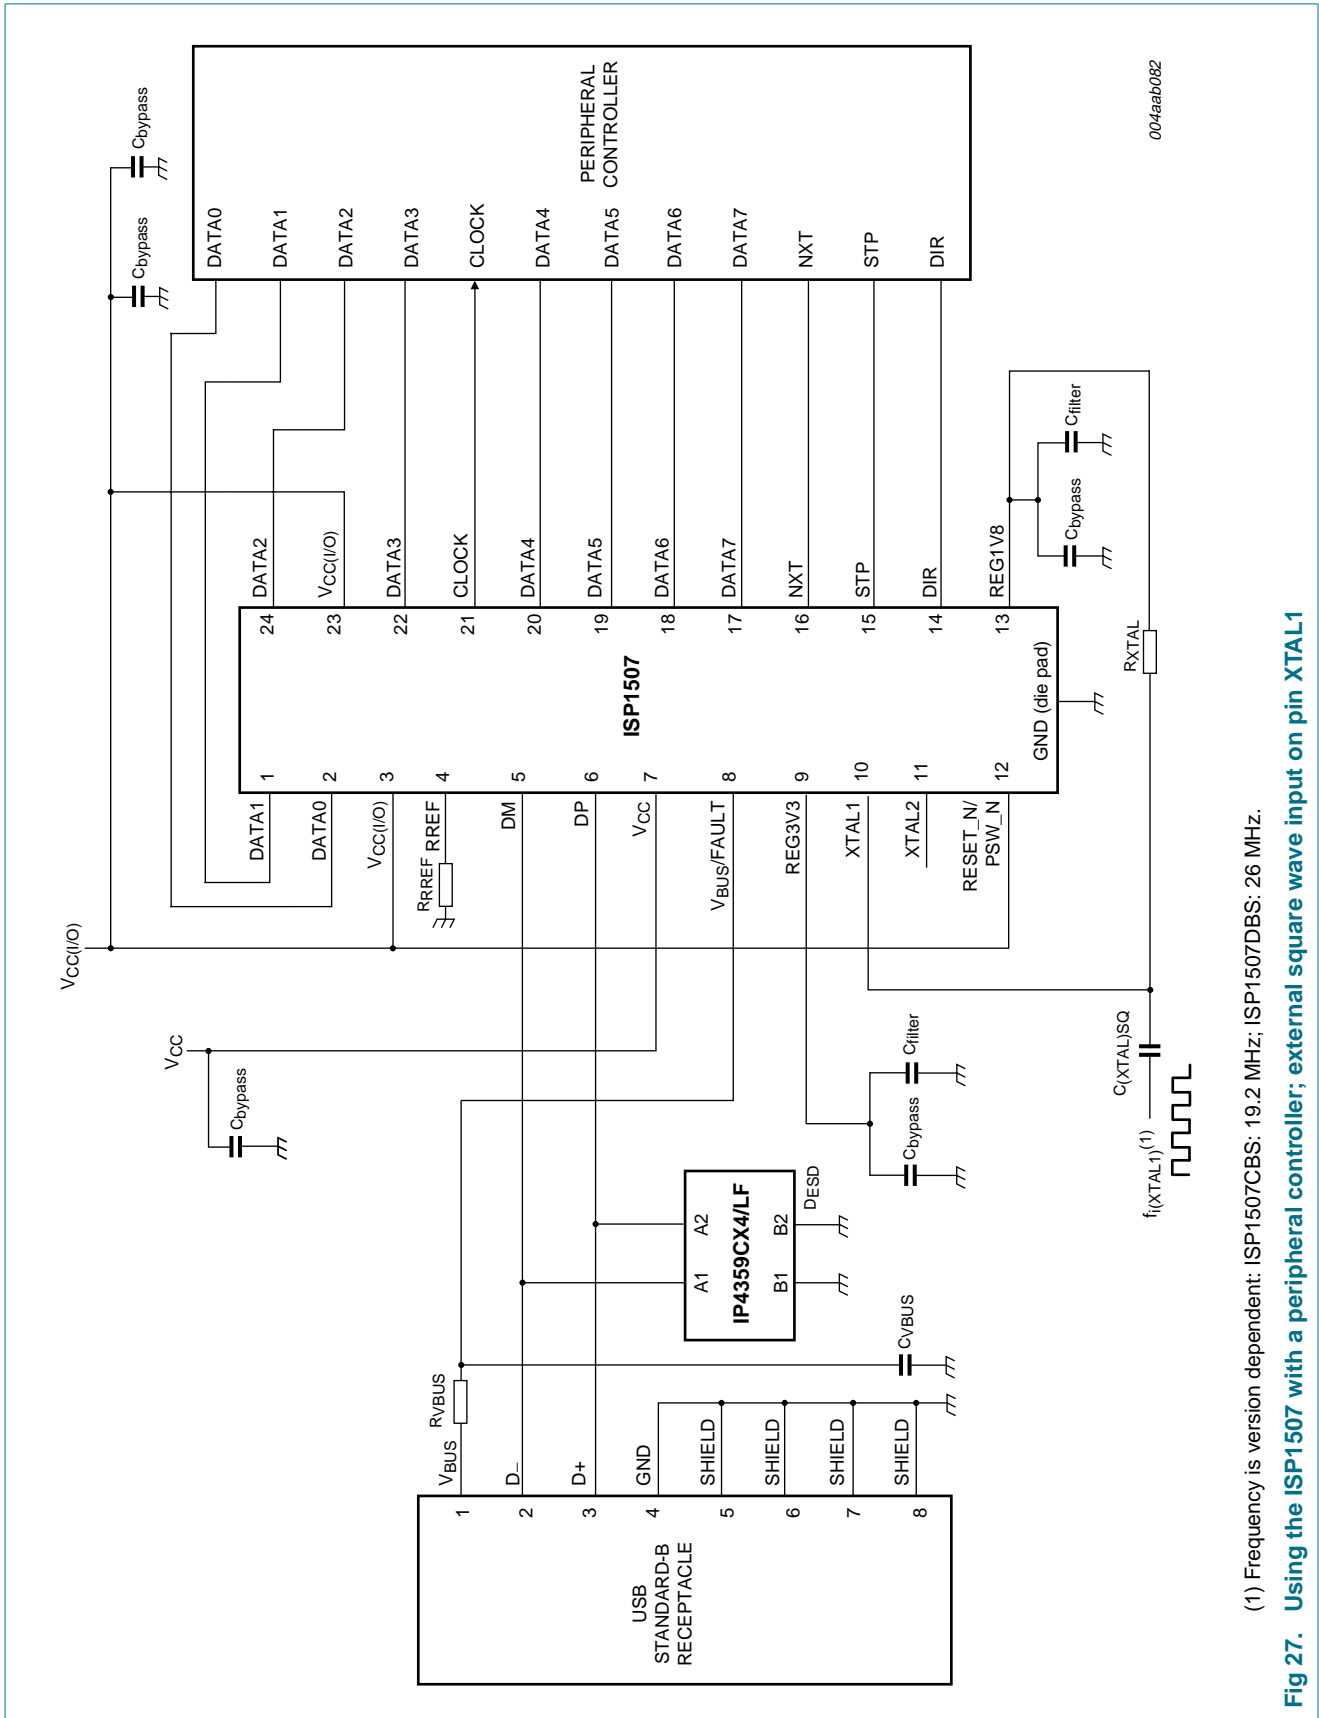 VCC(I/O)
VCC
Cbypass
Cbypass
Cbypass
USB
STANDARD-B
RECEPTACLE
1
2
3
4
5
6
7
8
VBUS
D−
D+
GND
SHIELD
SHIELD
SHIELD
SHIELD
RVBUS
CVBUS
IP4359CX4/LF
A1
A2
B1
B2
DESD
Cbypass
Cfilter
RRREF
DATA1
DATA0
VCC(I/O)
RREF
DM
DP
VCC
VBUS/FAULT
REG3V3
XTAL1
XTAL2
RESET_N/
PSW_N
1
2
3
4
5
6
7
8
9
10
11
12
ISP1507
GND (die pad)
24
23
22
21
20
19
18
17
16
15
14
13
DATA2
VCC(I/O)
DATA3
CLOCK
DATA4
DATA5
DATA6
DATA7
NXT
STP
DIR
REG1V8
Cbypass
Cfilter
DATA0
DATA1
DATA2
DATA3
CLOCK
DATA4
DATA5
DATA6
DATA7
NXT
STP
DIR
PERIPHERAL
CONTROLLER
fi(XTAL1)(1)
C(XTAL)SQ
RXTAL
004aab082
(1) Frequency is version dependent: ISP1507CBS: 19.2 MHz; ISP1507DBS: 26 MHz.
Fig 27. Using the ISP1507 with a peripheral controller; external square wave input on pin XTAL1